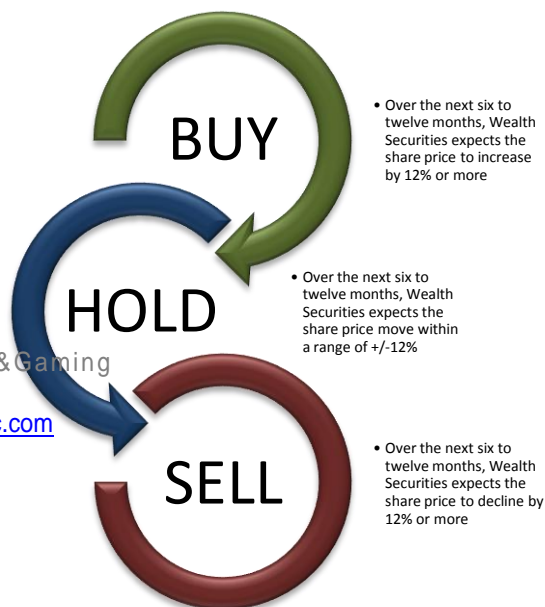 BUY
• Over the next six to
twelve months, Wealth
Securities expects the
share price to increase
by 12% or more
HOLD
• Over the next six to
twelve months, Wealth
Securities expects the
share price move within
a range of +/-12%
&Gaming
c.com
SELL
• Over the next six to
twelve months, Wealth
Securities expects the
share price to decline by
12% or more